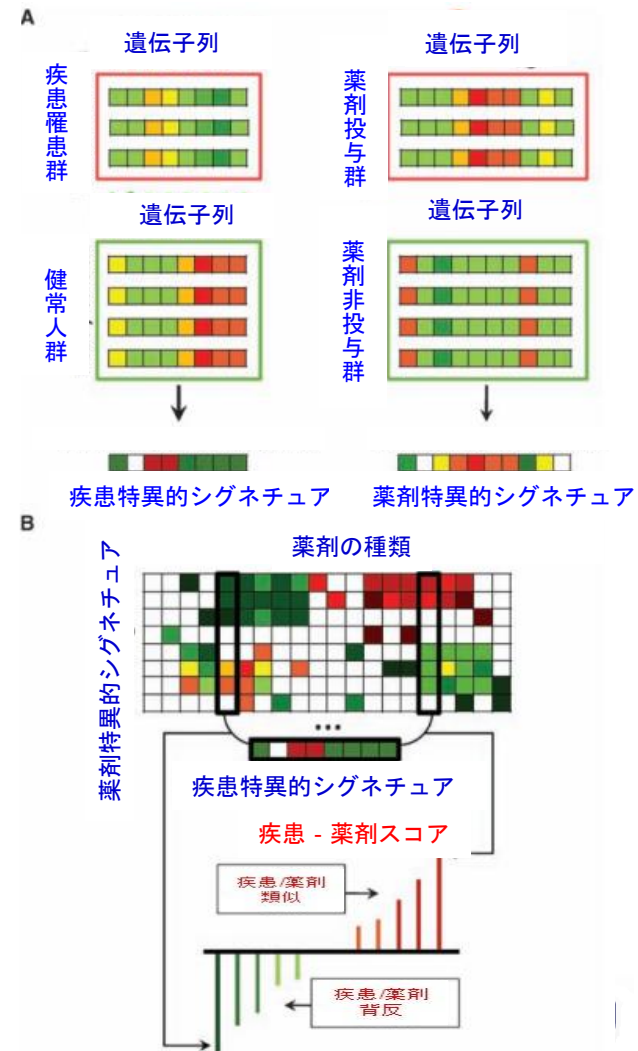 A
遺伝子列
遺伝子列
疾患罹患群
薬剤投与群
遺伝子列
遺伝子列
健常人群
薬剤非投与群
疾患特異的シグネチュア
薬剤特異的シグネチュア
B
薬剤の種類
薬剤特異的シグネチュア
...
疾患特異的シグネチュア
疾患 - 薬剤スコア
疾患/薬剤
類似
疾患/薬剤
背反